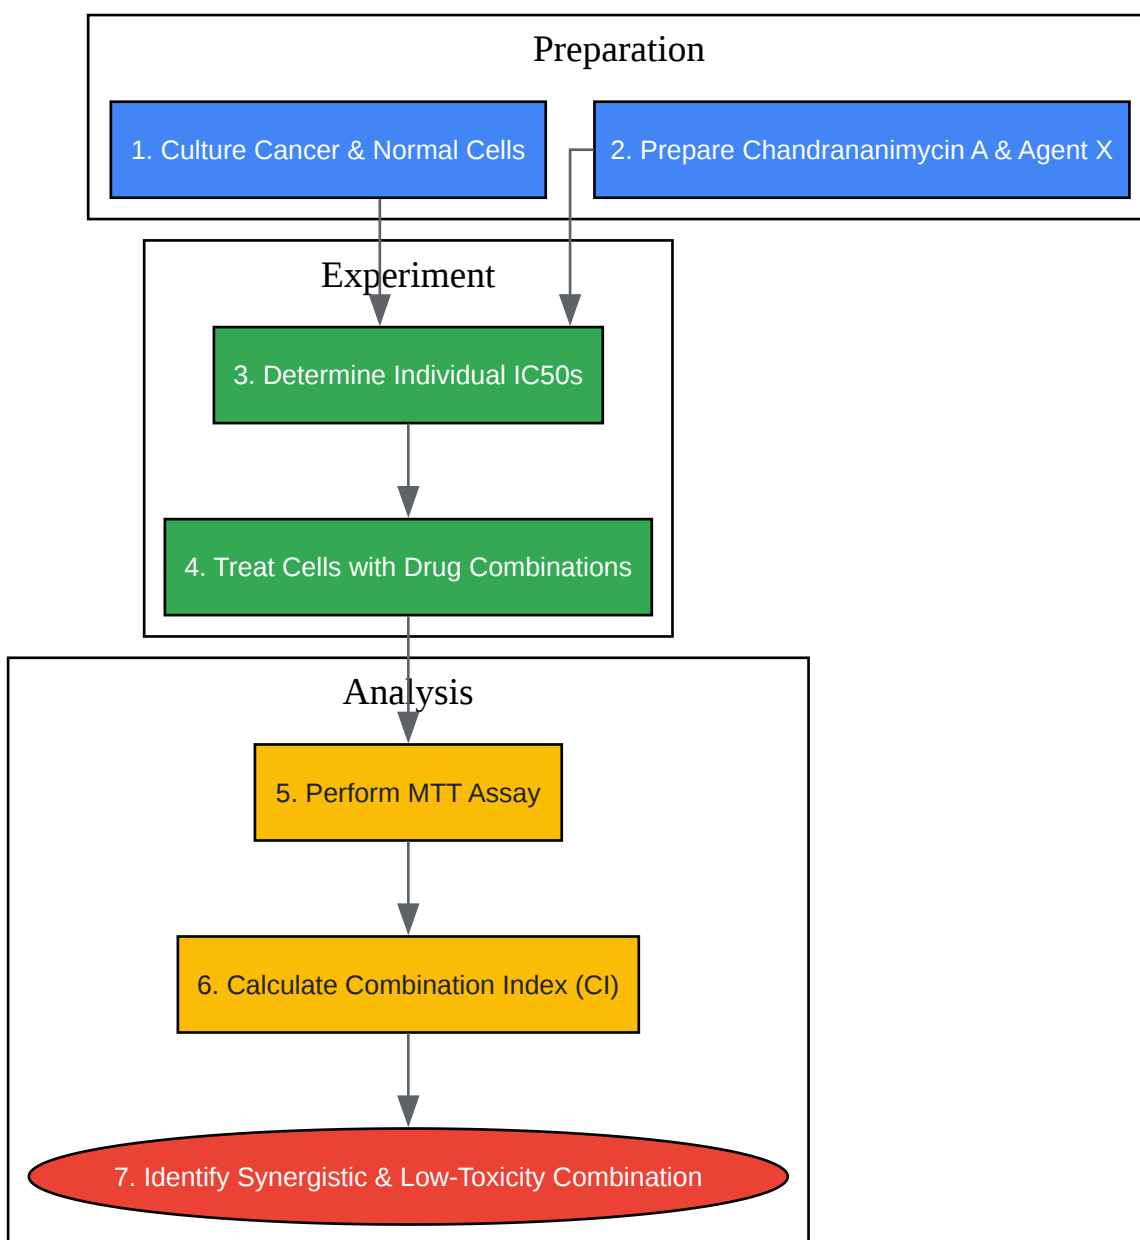 Preparation
1. Culture Cancer & Normal Cells
2. Prepare Chandrananimycin A & Agent X
Experiment
3. Determine Individual IC50s
4. Treat Cells with Drug Combinations
Analysis
5. Perform MTT Assay
6. Calculate Combination Index (CI)
7. Identify Synergistic & Low-Toxicity Combination